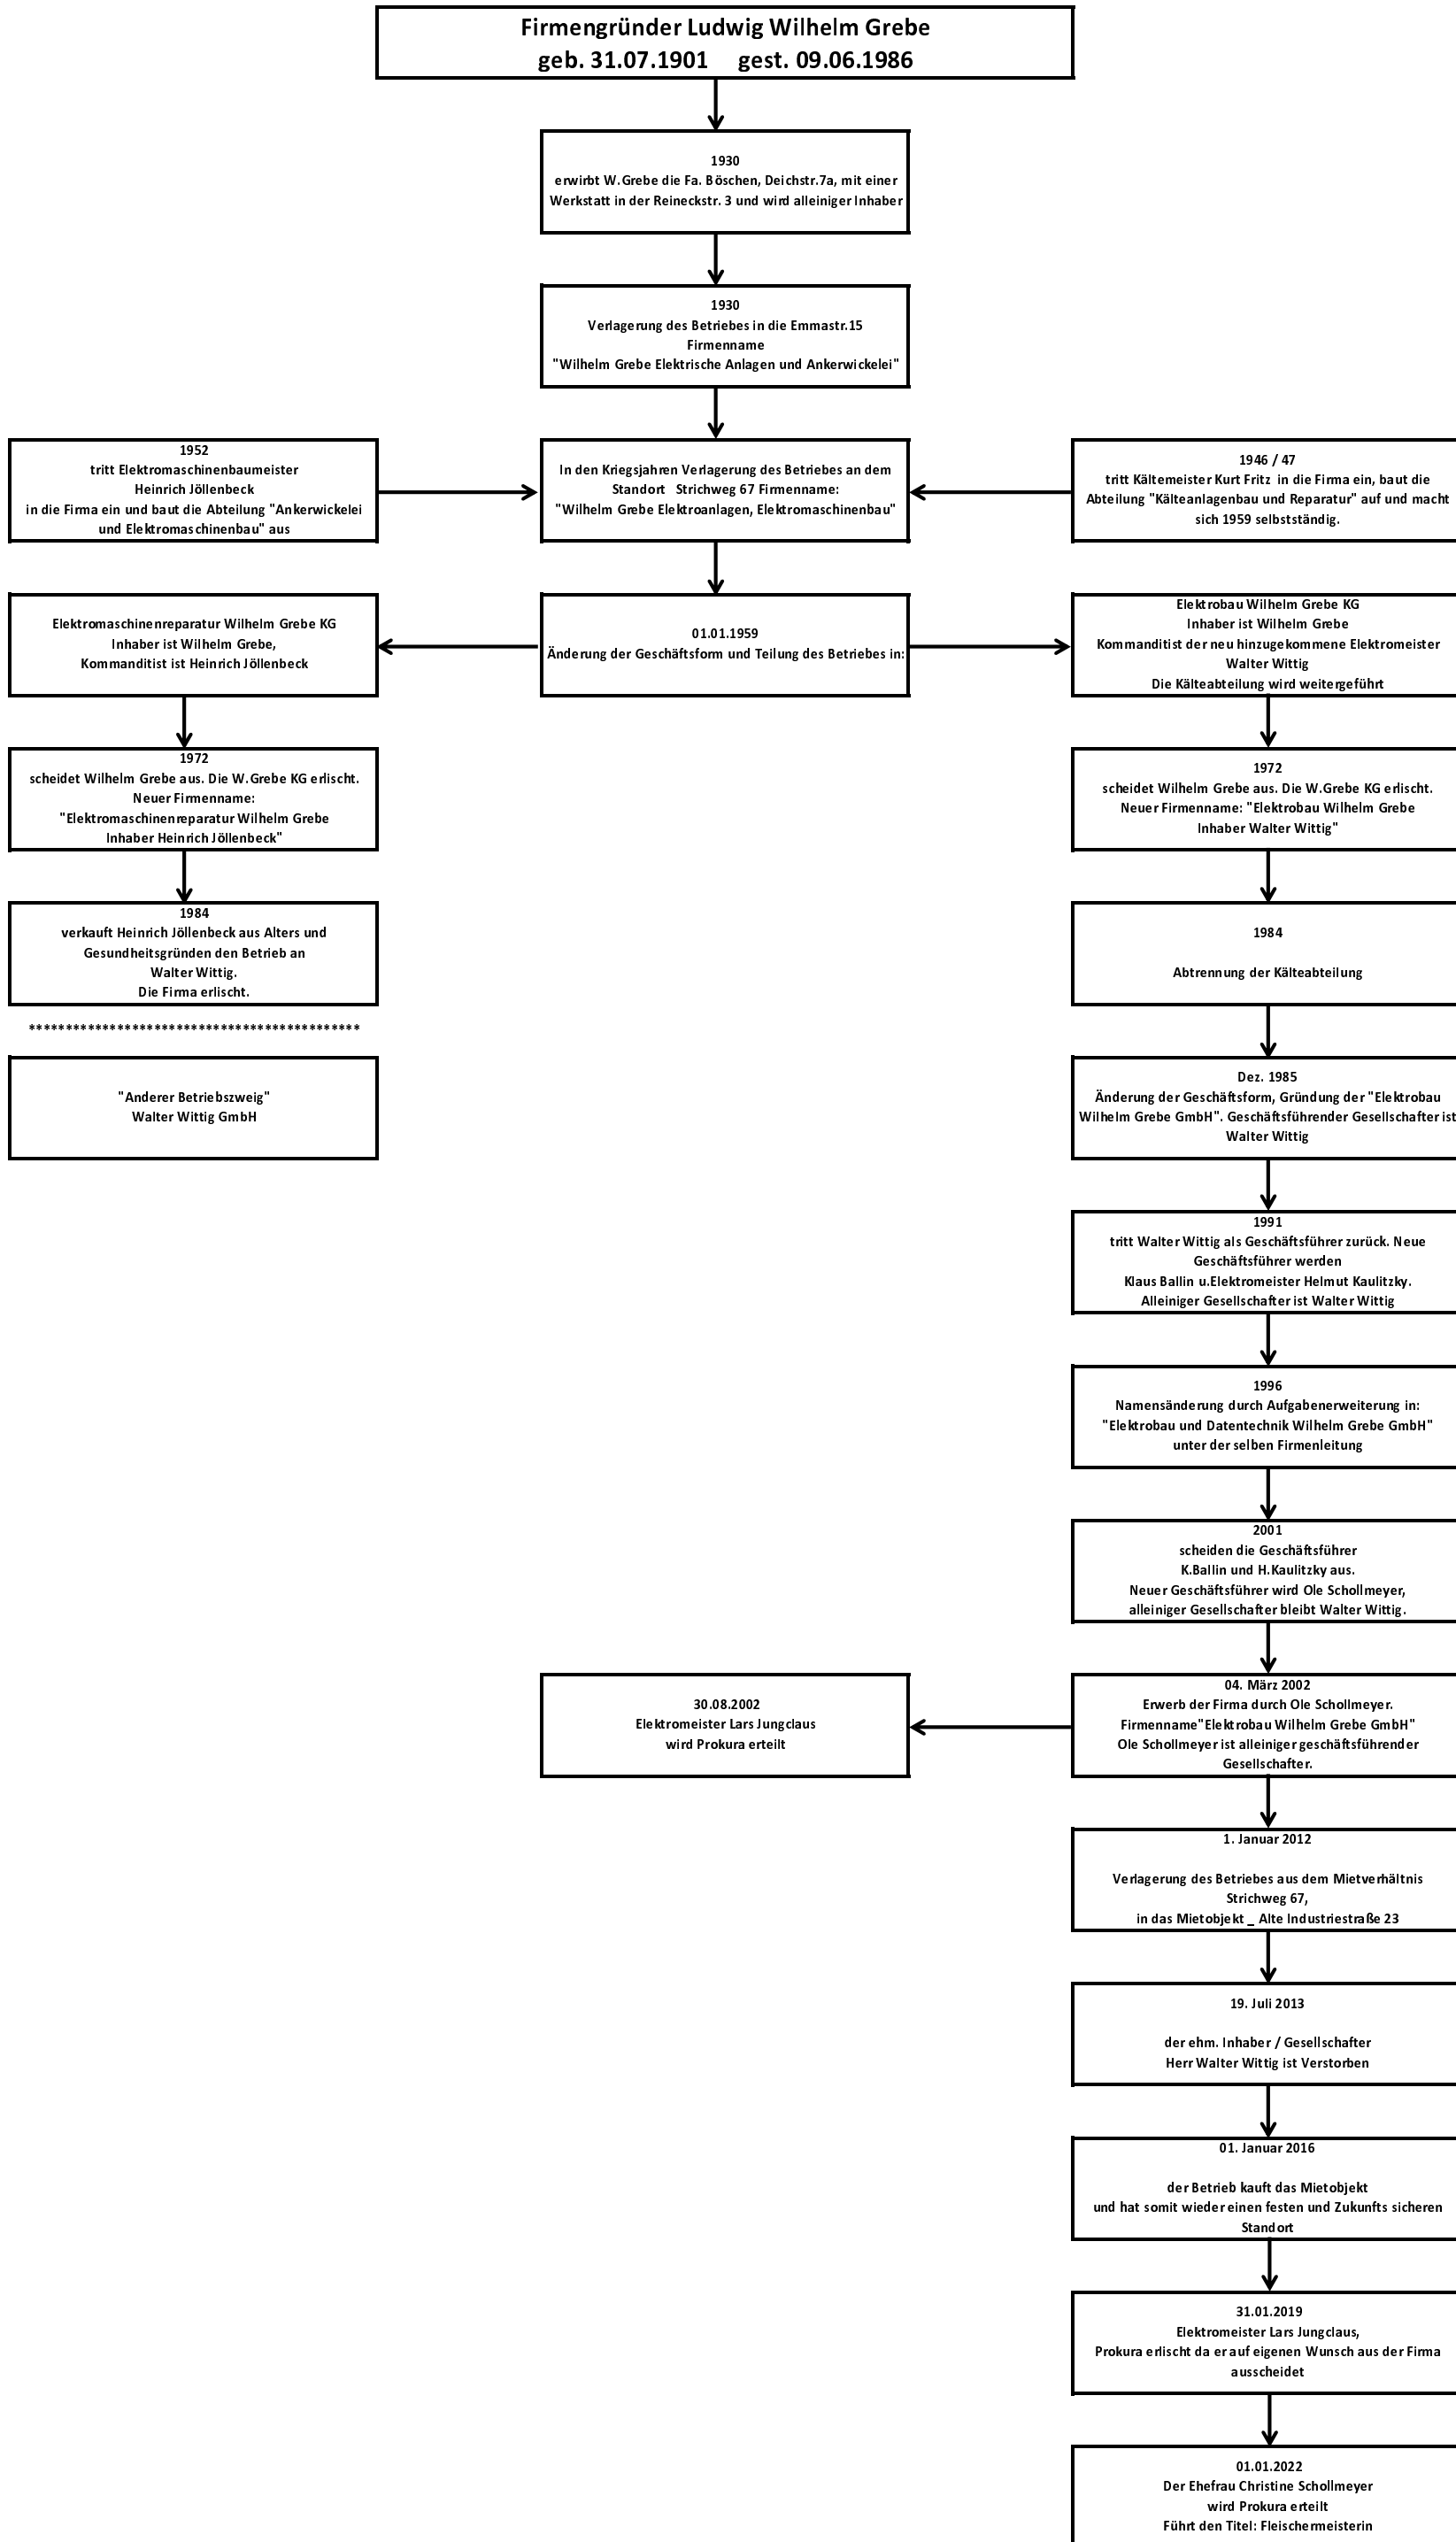 Firmengründer Ludwig Wilhelm Grebe
geb. 31.07.1901 gest. 09.06.1986
1930
erwirbt W.Grebe die Fa. Böschen, Deichstr.7a, mit einer
Werkstatt in der Reineckstr. 3 und wird alleiniger Inhaber
1930
Verlagerung des Betriebes in die Emmastr.15
Firmenname
"Wilhelm Grebe Elektrische Anlagen und Ankerwickelei"
1952
tritt Elektromaschinenbaumeister
Heinrich Jöllenbeck
in die Firma ein und baut die Abteilung "Ankerwickelei
und Elektromaschinenbau" aus
In den Kriegsjahren Verlagerung des Betriebes an dem
Standort Strichweg 67 Firmenname:
"Wilhelm Grebe Elektroanlagen, Elektromaschinenbau"
1946 / 47
tritt Kältemeister Kurt Fritz in die Firma ein, baut die
Abteilung "Kälteanlagenbau und Reparatur" auf und macht
sich 1959 selbstständig.
Elektromaschinenreparatur Wilhelm Grebe KG
Inhaber ist Wilhelm Grebe,
Kommanditist ist Heinrich Jöllenbeck
01.01.1959
Änderung der Geschäftsform und Teilung des Betriebes in:
Elektrobau Wilhelm Grebe KG
Inhaber ist Wilhelm Grebe
Kommanditist der neu hinzugekommene Elektromeister
Walter Wittig
Die Kälteabteilung wird weitergeführt
1972
scheidet Wilhelm Grebe aus. Die W.Grebe KG erlischt.
Neuer Firmenname:
"Elektromaschinenreparatur Wilhelm Grebe
Inhaber Heinrich Jöllenbeck"
1972
scheidet Wilhelm Grebe aus. Die W.Grebe KG erlischt.
Neuer Firmenname: "Elektrobau Wilhelm Grebe
Inhaber Walter Wittig"
1984
verkauft Heinrich Jöllenbeck aus Alters und
Gesundheitsgründen den Betrieb an
Walter Wittig.
Die Firma erlischt.
1984
Abtrennung der Kälteabteilung
*********************************************
"Anderer Betriebszweig"
Walter Wittig GmbH
Dez. 1985
Änderung der Geschäftsform, Gründung der "Elektrobau
Wilhelm Grebe GmbH". Geschäftsführender Gesellschafter ist
Walter Wittig
1991
tritt Walter Wittig als Geschäftsführer zurück. Neue
Geschäftsführer werden
Klaus Ballin u.Elektromeister Helmut Kaulitzky.
Alleiniger Gesellschafter ist Walter Wittig
1996
Namensänderung durch Aufgabenerweiterung in:
"Elektrobau und Datentechnik Wilhelm Grebe GmbH"
unter der selben Firmenleitung
2001
scheiden die Geschäftsführer
K.Ballin und H.Kaulitzky aus.
Neuer Geschäftsführer wird Ole Schollmeyer,
alleiniger Gesellschafter bleibt Walter Wittig.
30.08.2002
Elektromeister Lars Jungclaus
wird Prokura erteilt
04. März 2002
Erwerb der Firma durch Ole Schollmeyer.
Firmenname"Elektrobau Wilhelm Grebe GmbH"
Ole Schollmeyer ist alleiniger geschäftsführender
Gesellschafter.
1. Januar 2012
Verlagerung des Betriebes aus dem Mietverhältnis
Strichweg 67,
in das Mietobjekt _ Alte Industriestraße 23
19. Juli 2013
der ehm. Inhaber / Gesellschafter
Herr Walter Wittig ist Verstorben
01. Januar 2016
der Betrieb kauft das Mietobjekt
und hat somit wieder einen festen und Zukunfts sicheren
Standort
31.01.2019
Elektromeister Lars Jungclaus,
Prokura erlischt da er auf eigenen Wunsch aus der Firma
ausscheidet
01.01.2022
Der Ehefrau Christine Schollmeyer
wird Prokura erteilt
Führt den Titel: Fleischermeisterin